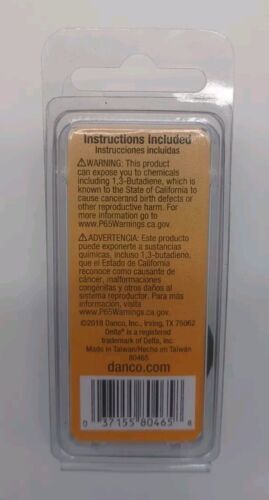 Instructions Included
Instrucciones incluidas
⚠WARNING: This product
can expose you to chemicals
including 1,3-Butadiene, which is
known to the State of California to
cause cancerand birth defects or
other reproductive harm. For
more information go to
www.P65Warnings.ca.gov.
⚠ADVERTENCIA: Este producto
puede exponerte a sustancias
químicas, incluso 1,3-butadieno,
que el Estado de California
reconoce como causante de
cáncer, malformaciones
congénitas y otros daños al
sistema reproductor. Para más
información, visita
www.P65Warnings.ca.gov.
©2018 Danco, Inc., Irving, TX 75062
Delta® is a registered
trademark of Delta, Inc.
Made in Taiwan/Hecho en Taiwán
80465
danco.com
0 37155 80465 8